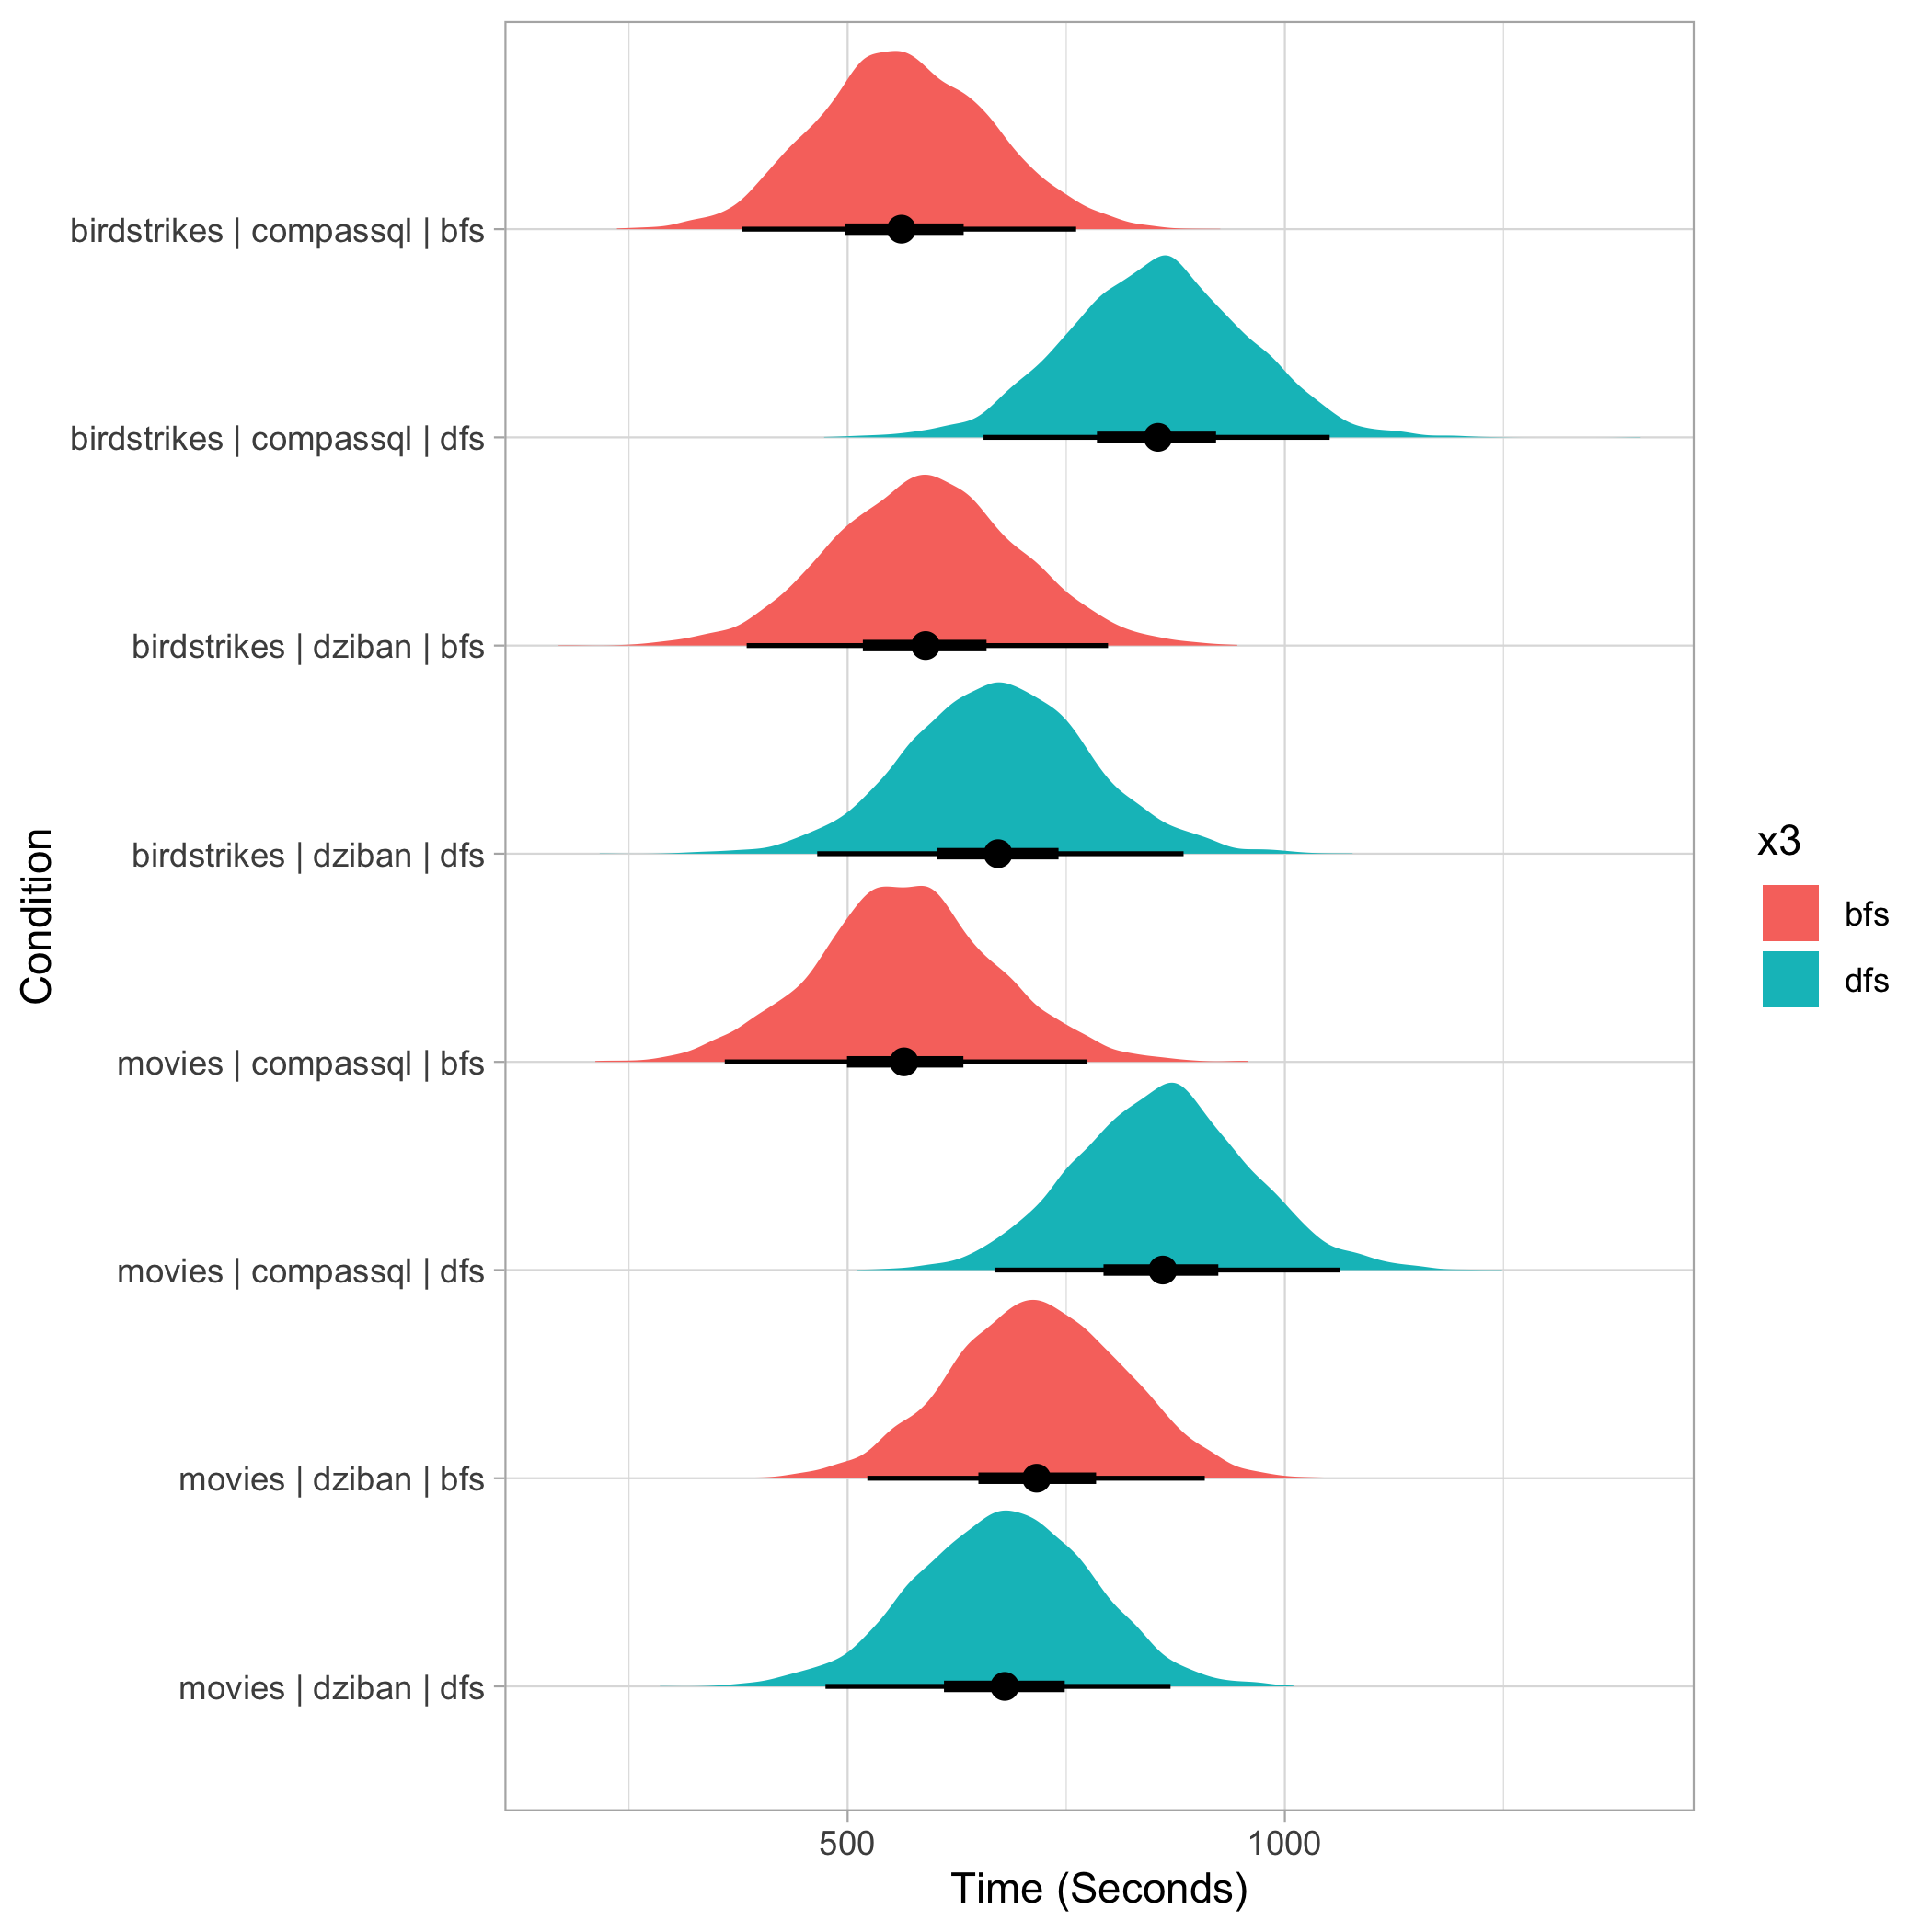 birdstrikes | compassql | bfs
birdstrikes | compassql | dfs
birdstrikes | dziban | bfs
birdstrikes | dziban | dfs
movies | compassql | bfs
movies | compassql | dfs
movies | dziban | bfs
movies | dziban | dfs
Condition
500
1000
Time (Seconds)
x3
bfs
dfs